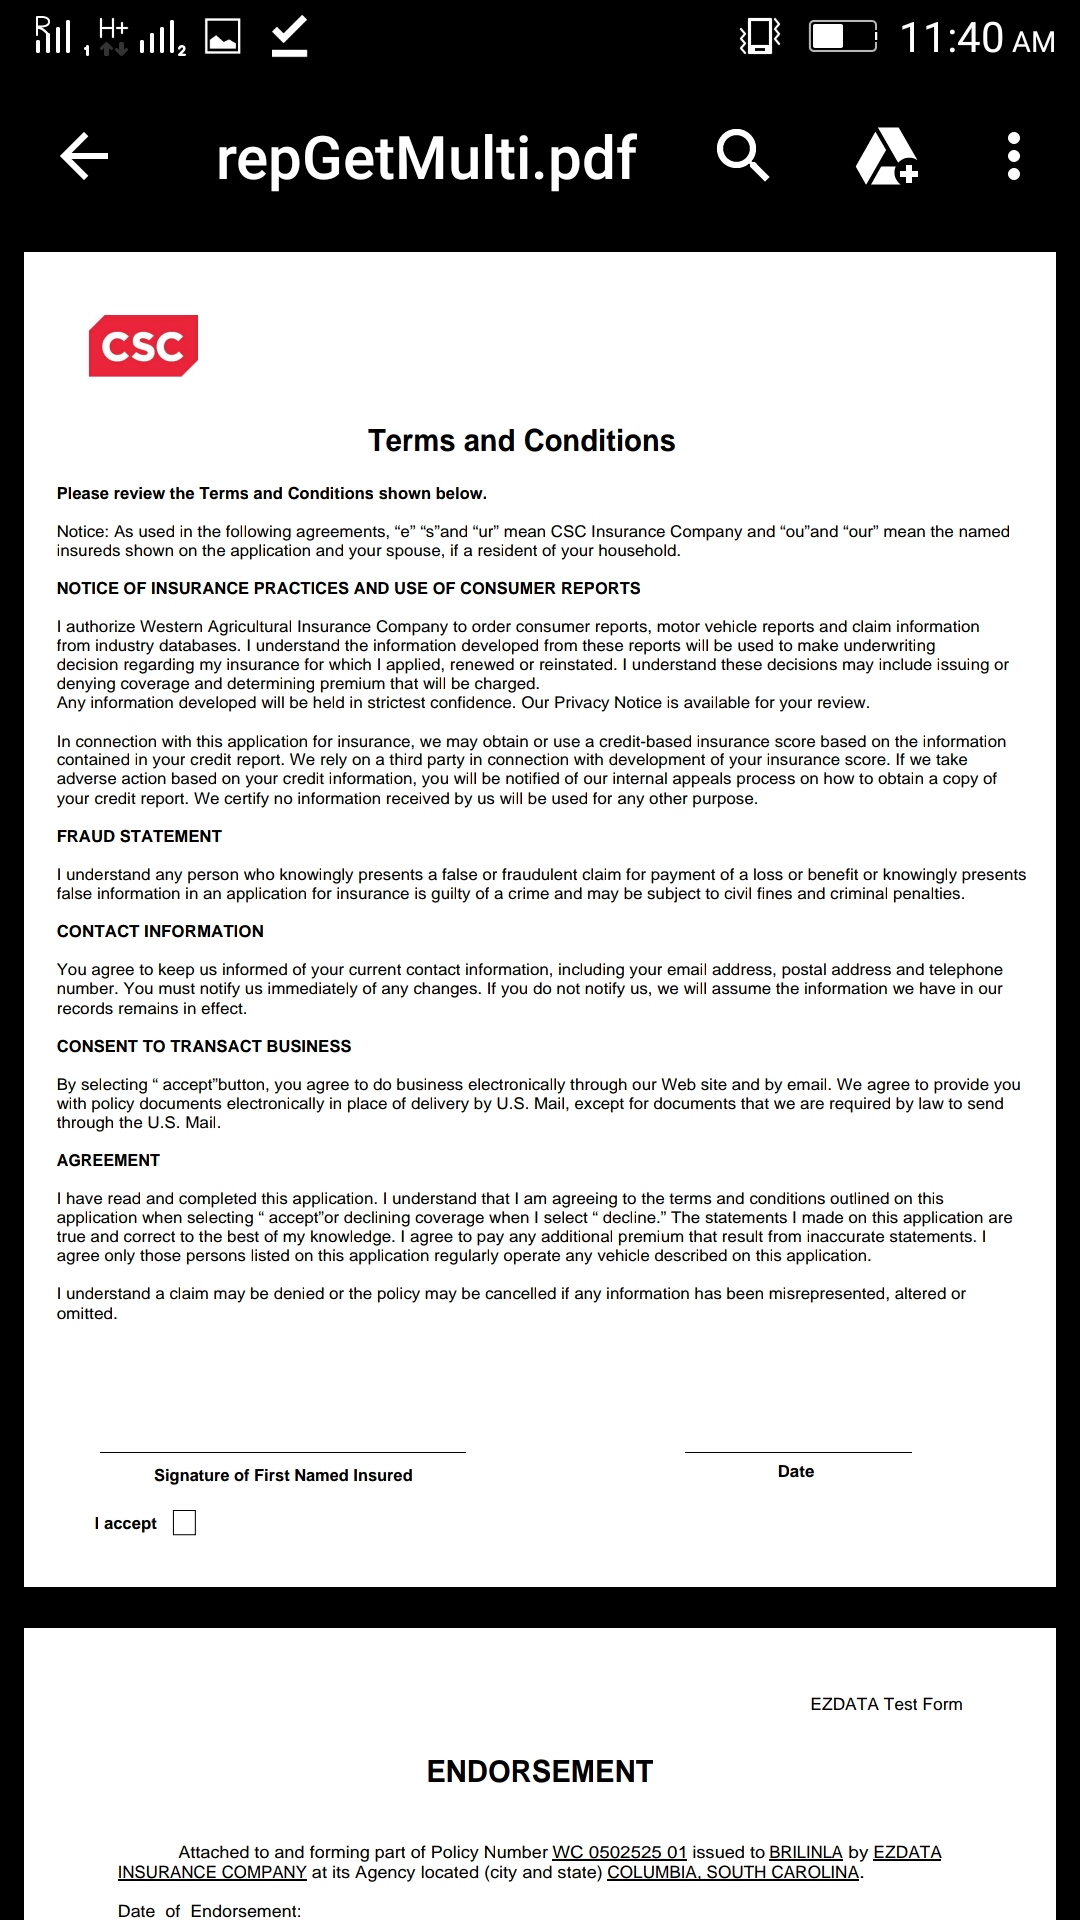 R 1 H+ 2 11:40 AM
repGetMulti.pdf
CSC
Terms and Conditions
Please review the Terms and Conditions shown below.
Notice: As used in the following agreements, “e” “s”and “ur” mean CSC Insurance Company and “ou”and “our” mean the named
insureds shown on the application and your spouse, if a resident of your household.
NOTICE OF INSURANCE PRACTICES AND USE OF CONSUMER REPORTS
I authorize Western Agricultural Insurance Company to order consumer reports, motor vehicle reports and claim information
from industry databases. I understand the information developed from these reports will be used to make underwriting
decision regarding my insurance for which I applied, renewed or reinstated. I understand these decisions may include issuing or
denying coverage and determining premium that will be charged.
Any information developed will be held in strictest confidence. Our Privacy Notice is available for your review.
In connection with this application for insurance, we may obtain or use a credit-based insurance score based on the information
contained in your credit report. We rely on a third party in connection with development of your insurance score. If we take
adverse action based on your credit information, you will be notified of our internal appeals process on how to obtain a copy of
your credit report. We certify no information received by us will be used for any other purpose.
FRAUD STATEMENT
I understand any person who knowingly presents a false or fraudulent claim for payment of a loss or benefit or knowingly presents
false information in an application for insurance is guilty of a crime and may be subject to civil fines and criminal penalties.
CONTACT INFORMATION
You agree to keep us informed of your current contact information, including your email address, postal address and telephone
number. You must notify us immediately of any changes. If you do not notify us, we will assume the information we have in our
records remains in effect.
CONSENT TO TRANSACT BUSINESS
By selecting “ accept”button, you agree to do business electronically through our Web site and by email. We agree to provide you
with policy documents electronically in place of delivery by U.S. Mail, except for documents that we are required by law to send
through the U.S. Mail.
AGREEMENT
I have read and completed this application. I understand that I am agreeing to the terms and conditions outlined on this
application when selecting “ accept”or declining coverage when I select “ decline.” The statements I made on this application are
true and correct to the best of my knowledge. I agree to pay any additional premium that result from inaccurate statements. I
agree only those persons listed on this application regularly operate any vehicle described on this application.
I understand a claim may be denied or the policy may be cancelled if any information has been misrepresented, altered or
omitted.
Signature of First Named Insured
Date
I accept
EZDATA Test Form
ENDORSEMENT
Attached to and forming part of Policy Number WC 0502525 01 issued to BRILINLA by EZDATA
INSURANCE COMPANY at its Agency located (city and state) COLUMBIA, SOUTH CAROLINA.
Date of Endorsement: